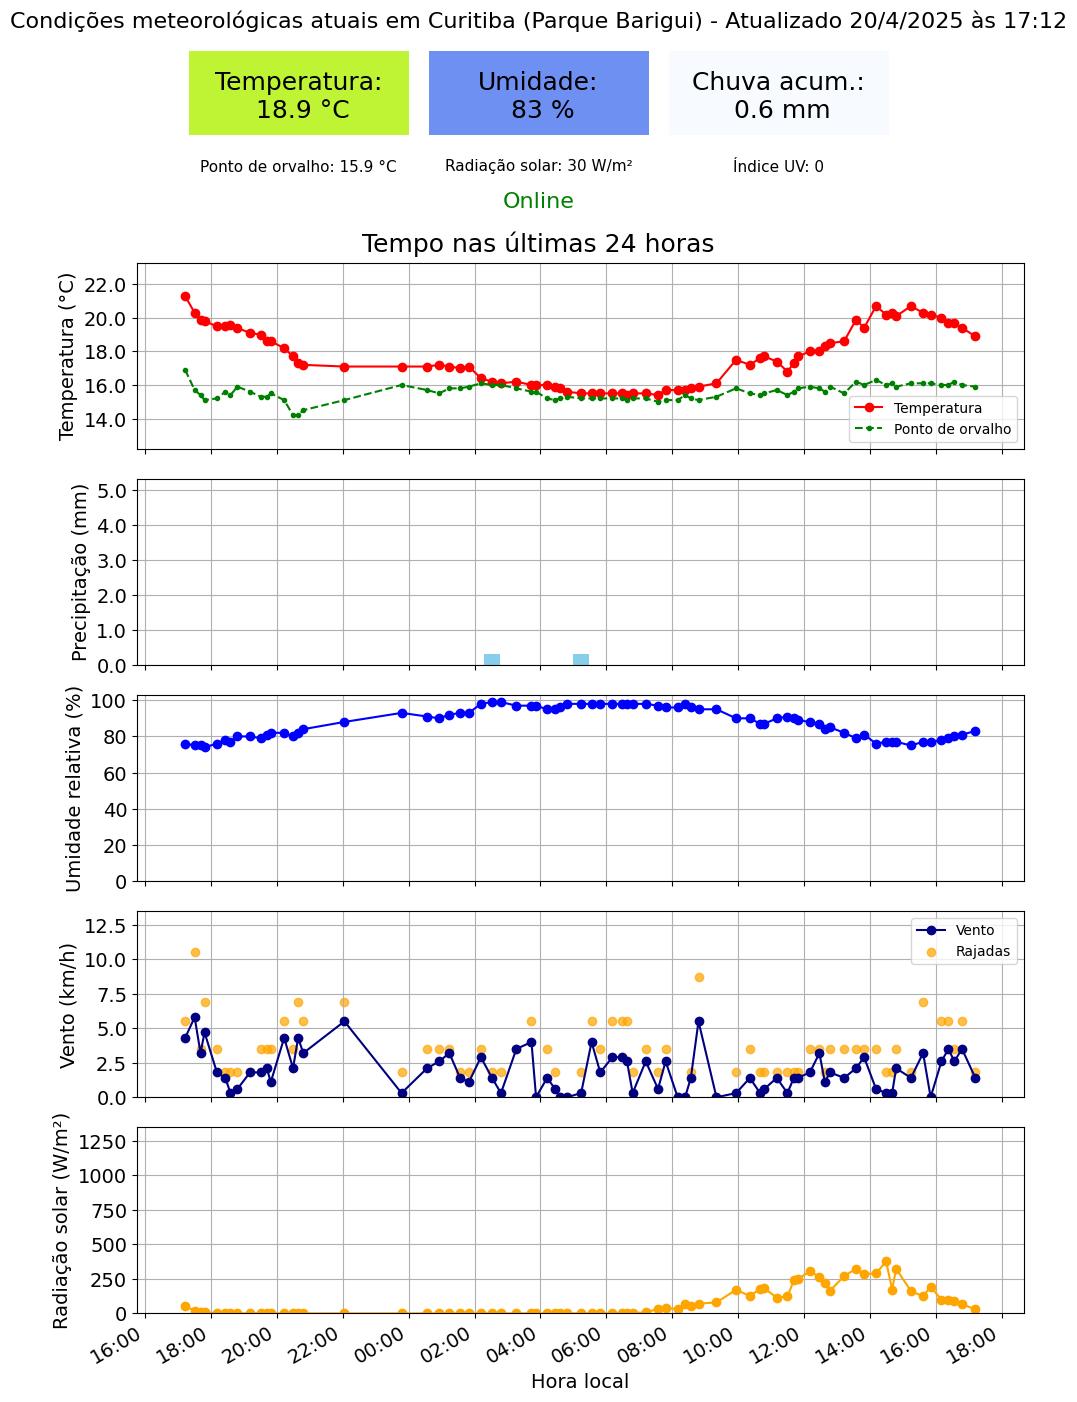 Condições meteorológicas atuais em Curitiba (Parque Barigui) - Atualizado 20/4/2025 às 17:12
Temperatura:
18.9 °C
Umidade:
83 %
Chuva acum.:
0.6 mm
Ponto de orvalho: 15.9 °C
Radiação solar: 30 W/m²
Índice UV: 0
Online
Tempo nas últimas 24 horas
Temperatura (°C)
22.0
20.0
18.0
16.0
14.0
Temperatura
Ponto de orvalho
Precipitação (mm)
5.0
4.0
3.0
2.0
1.0
0.0
Umidade relativa (%)
100
80
60
40
20
0
Vento (km/h)
12.5
10.0
7.5
5.0
2.5
0.0
Vento
Rajadas
Radiação solar (W/m²)
1250
1000
750
500
250
0
16:00
18:00
20:00
22:00
00:00
02:00
04:00
06:00
08:00
10:00
12:00
14:00
16:00
18:00
Hora local